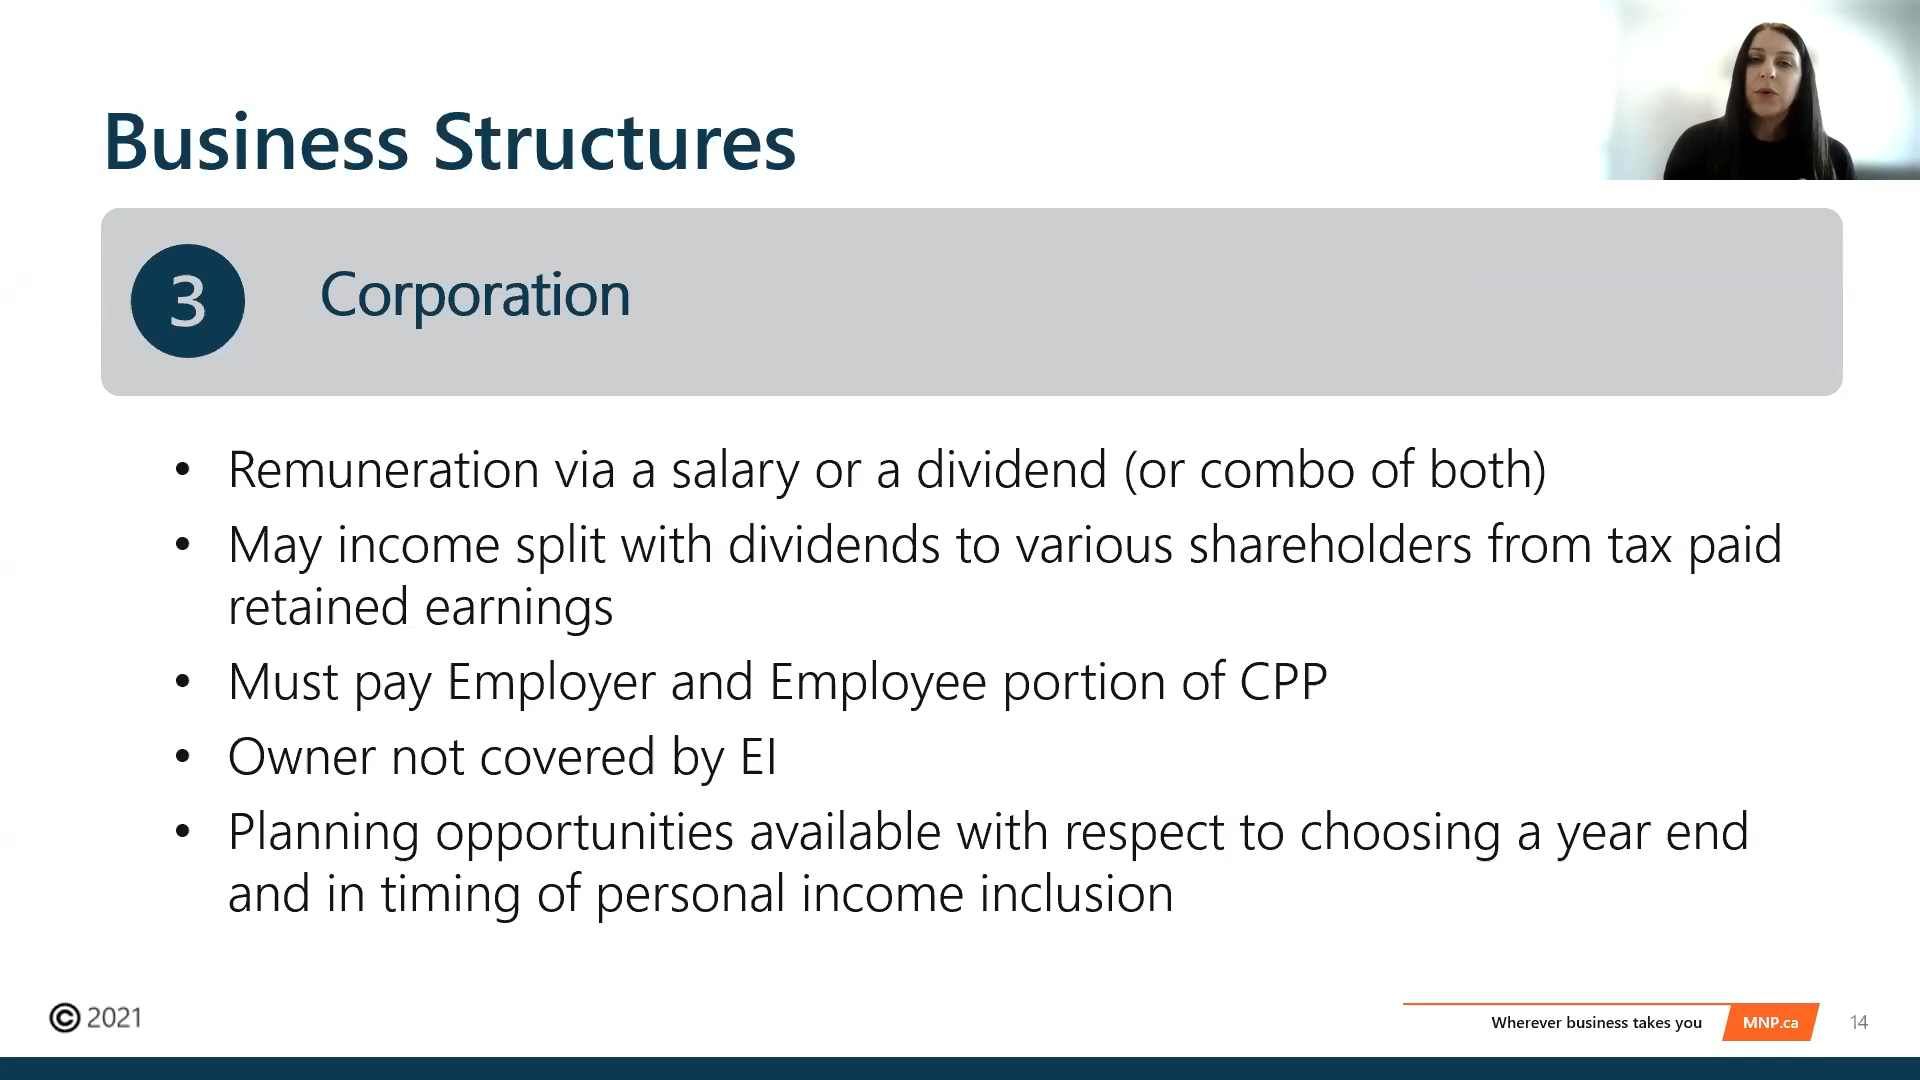 Business Structures
3
Corporation
• Remuneration via a salary or a dividend (or combo of both)
• May income split with dividends to various shareholders from tax paid
retained earnings
• Must pay Employer and Employee portion of CPP
• Owner not covered by EI
• Planning opportunities available with respect to choosing a year end
and in timing of personal income inclusion
© 2021
Wherever business takes you
MNP.ca
14